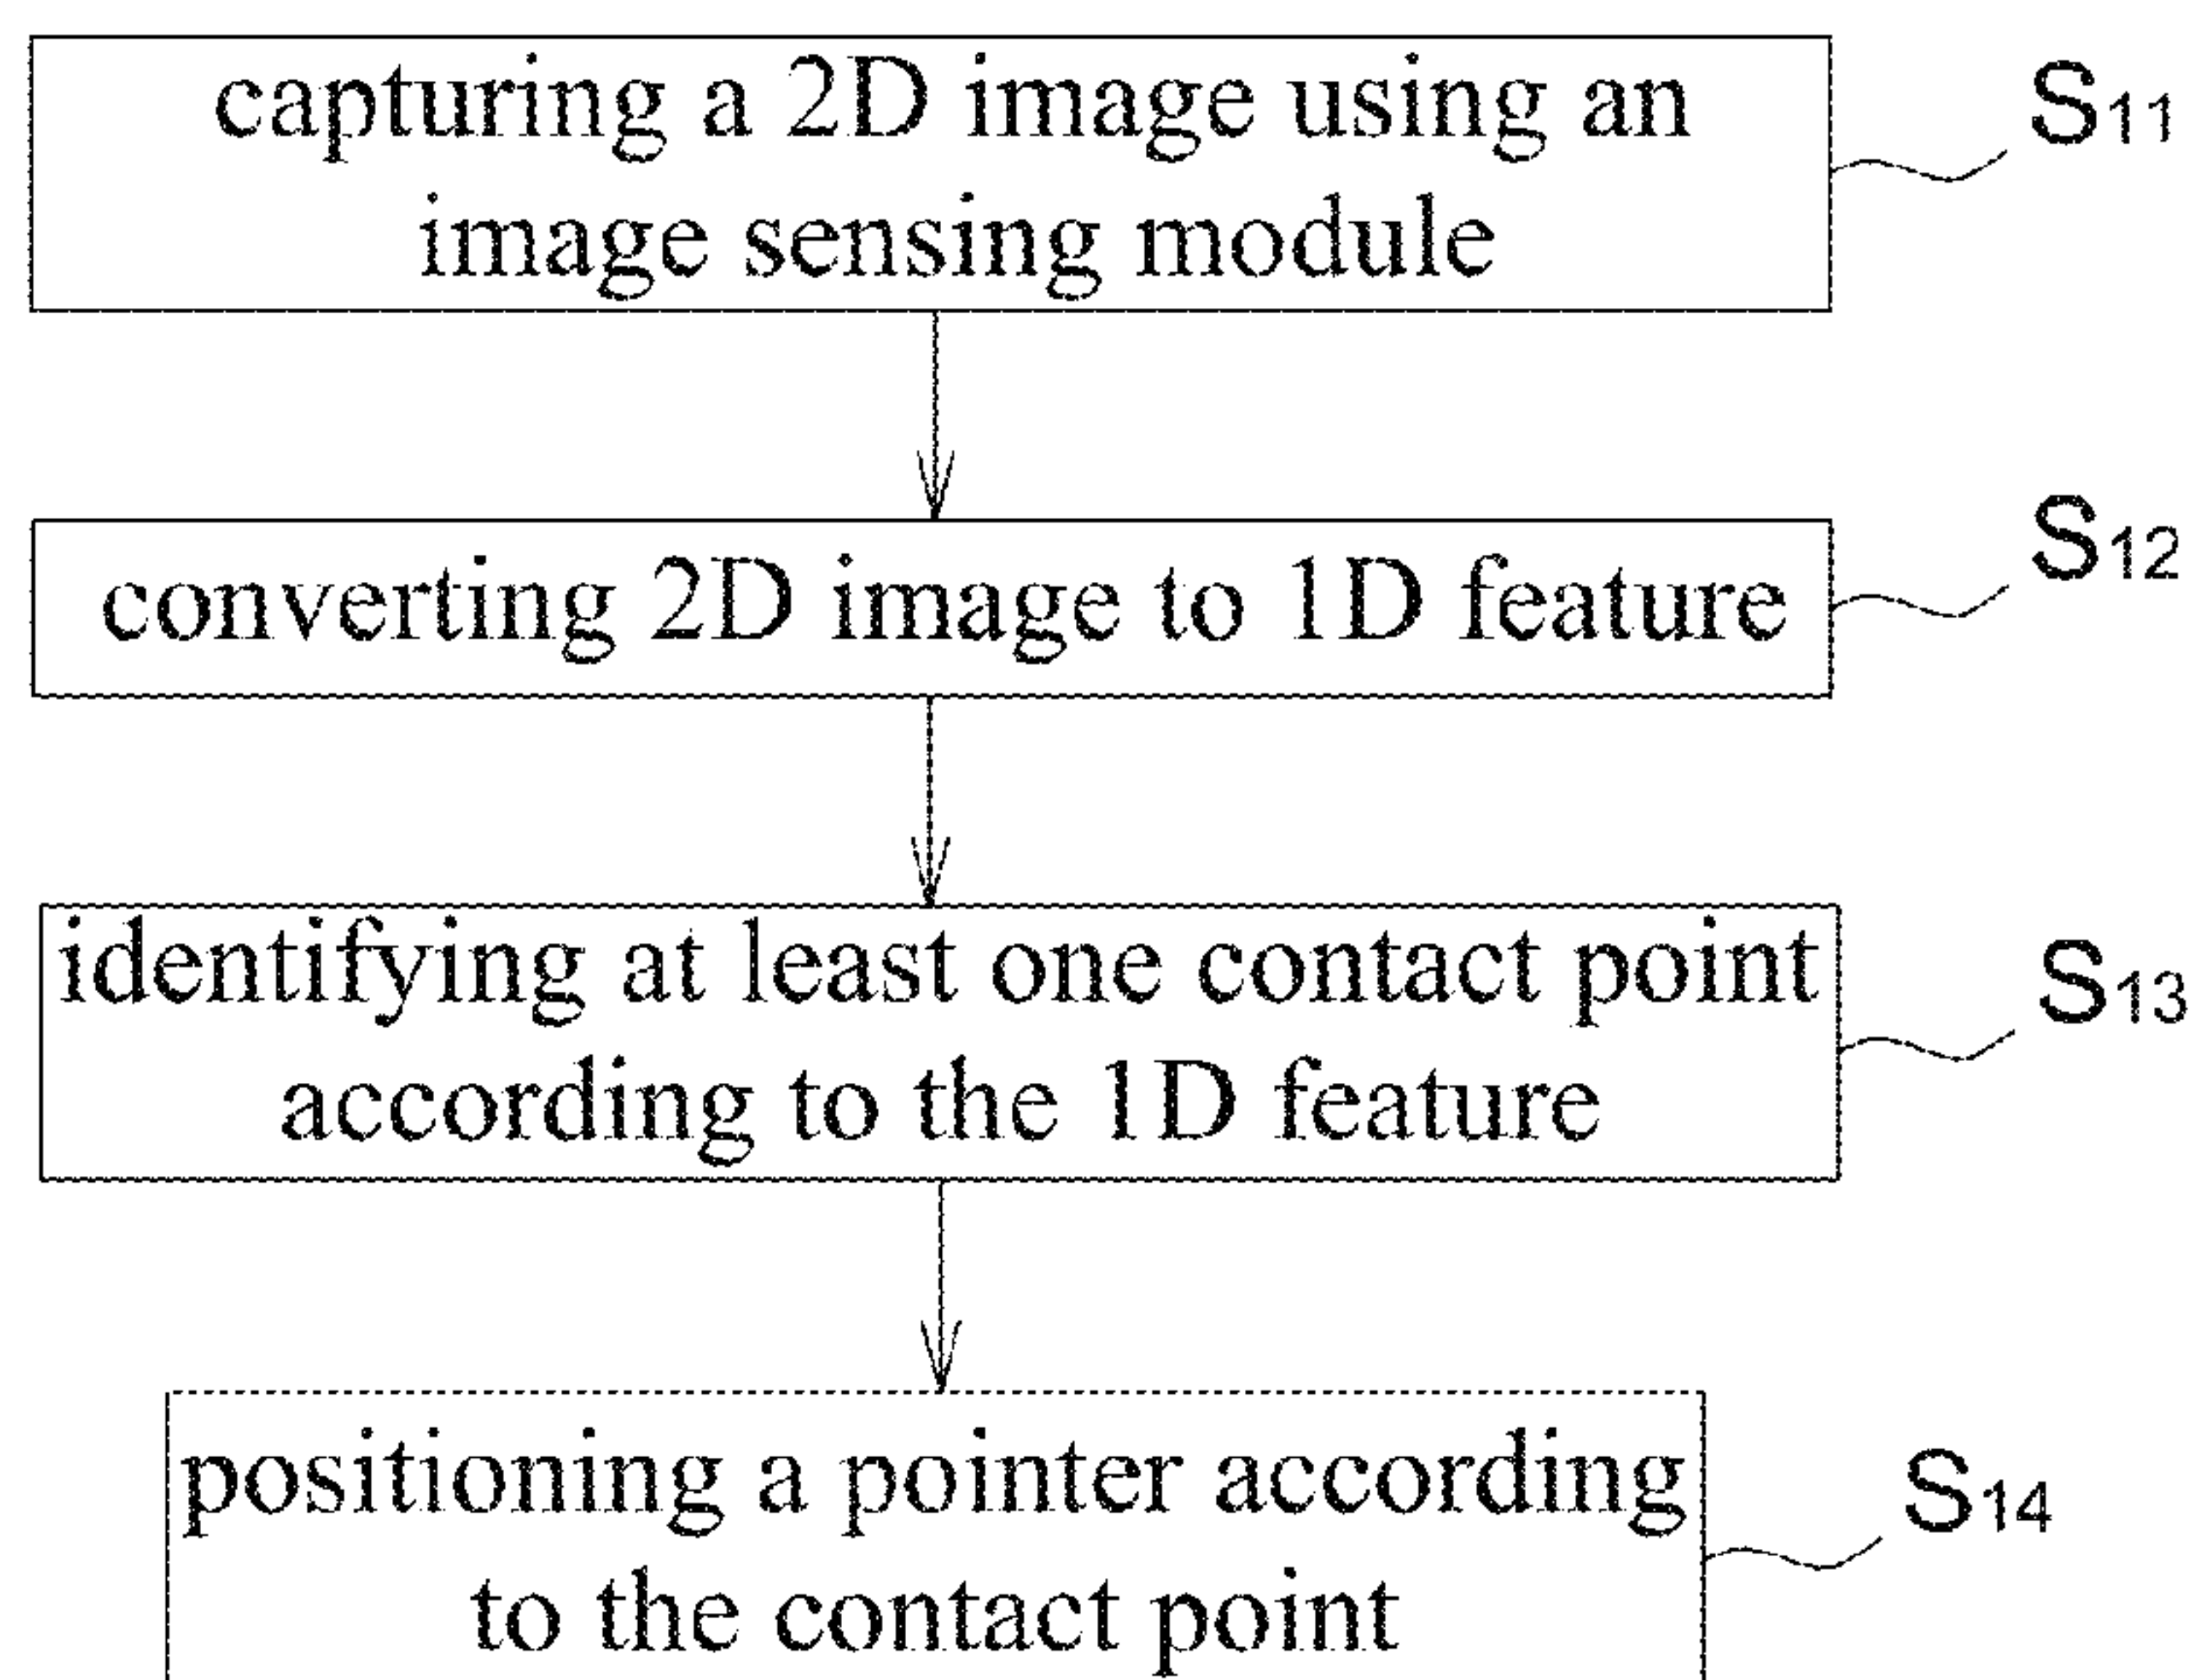 capturing a 2D image using an
image sensing module
S11
converting 2D image to 1D feature
S12
identifying at least one contact point
according to the 1D feature
S13
positioning a pointer according
to the contact point
S14